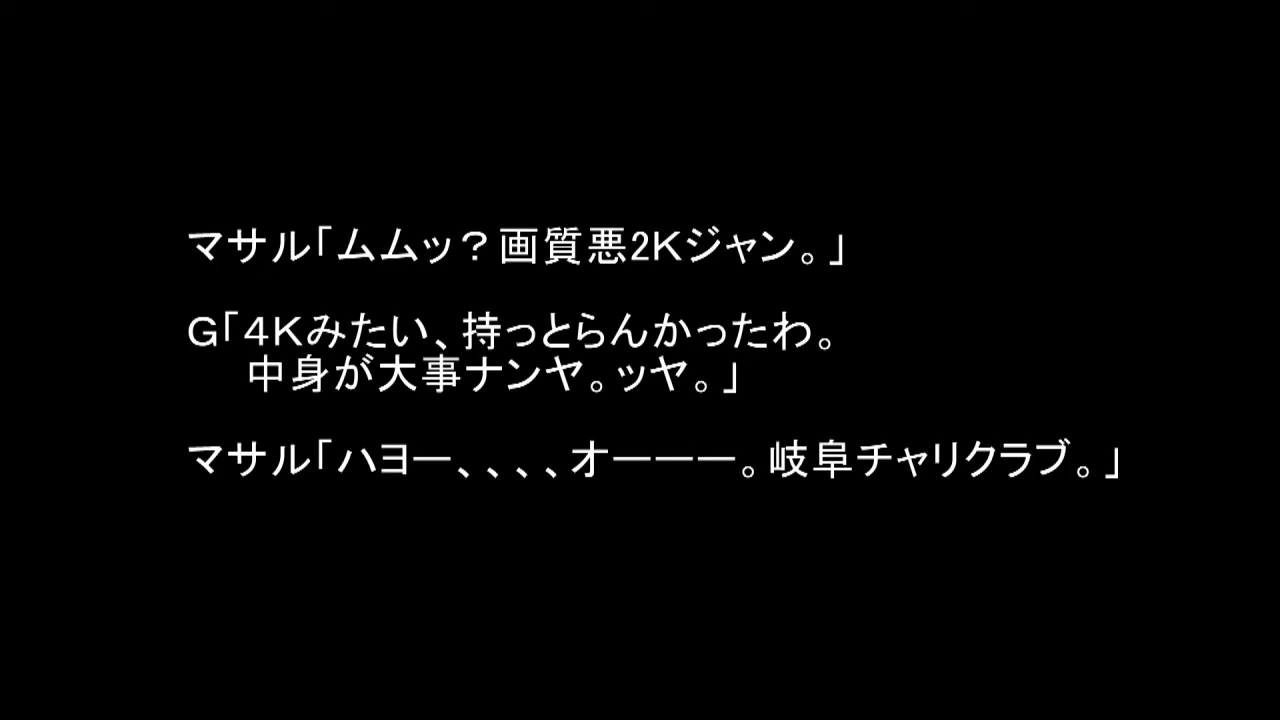 マサル「ムムッ？画質悪2Kジャン。」
G「４Kみたい、持っとらんかったわ。
中身が大事ナンヤ。ッヤ。」
マサル「ハヨー、、、、オーーー。岐阜チャリクラブ。」